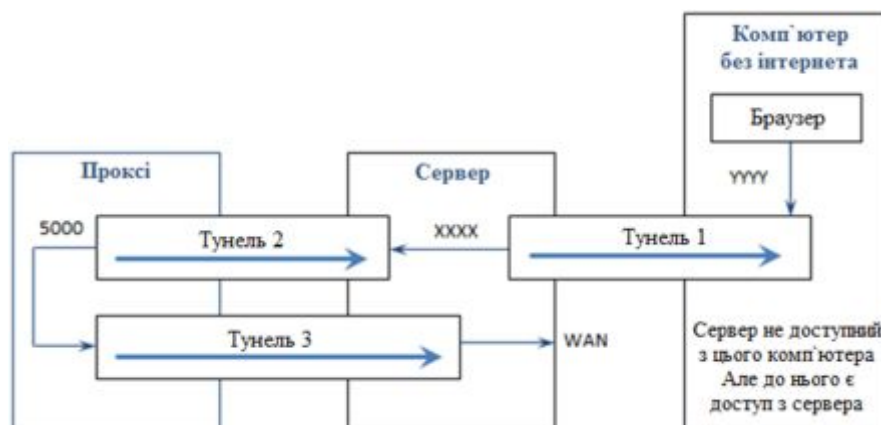 Комп`ютер
без інтернета
Браузер
Проксі
Сервер
YYYY
5000
Тунель 2
XXXX
Тунель 1
Тунель 3
WAN
Сервер не доступний
з цього комп`ютера
Але до нього є
доступ з сервера